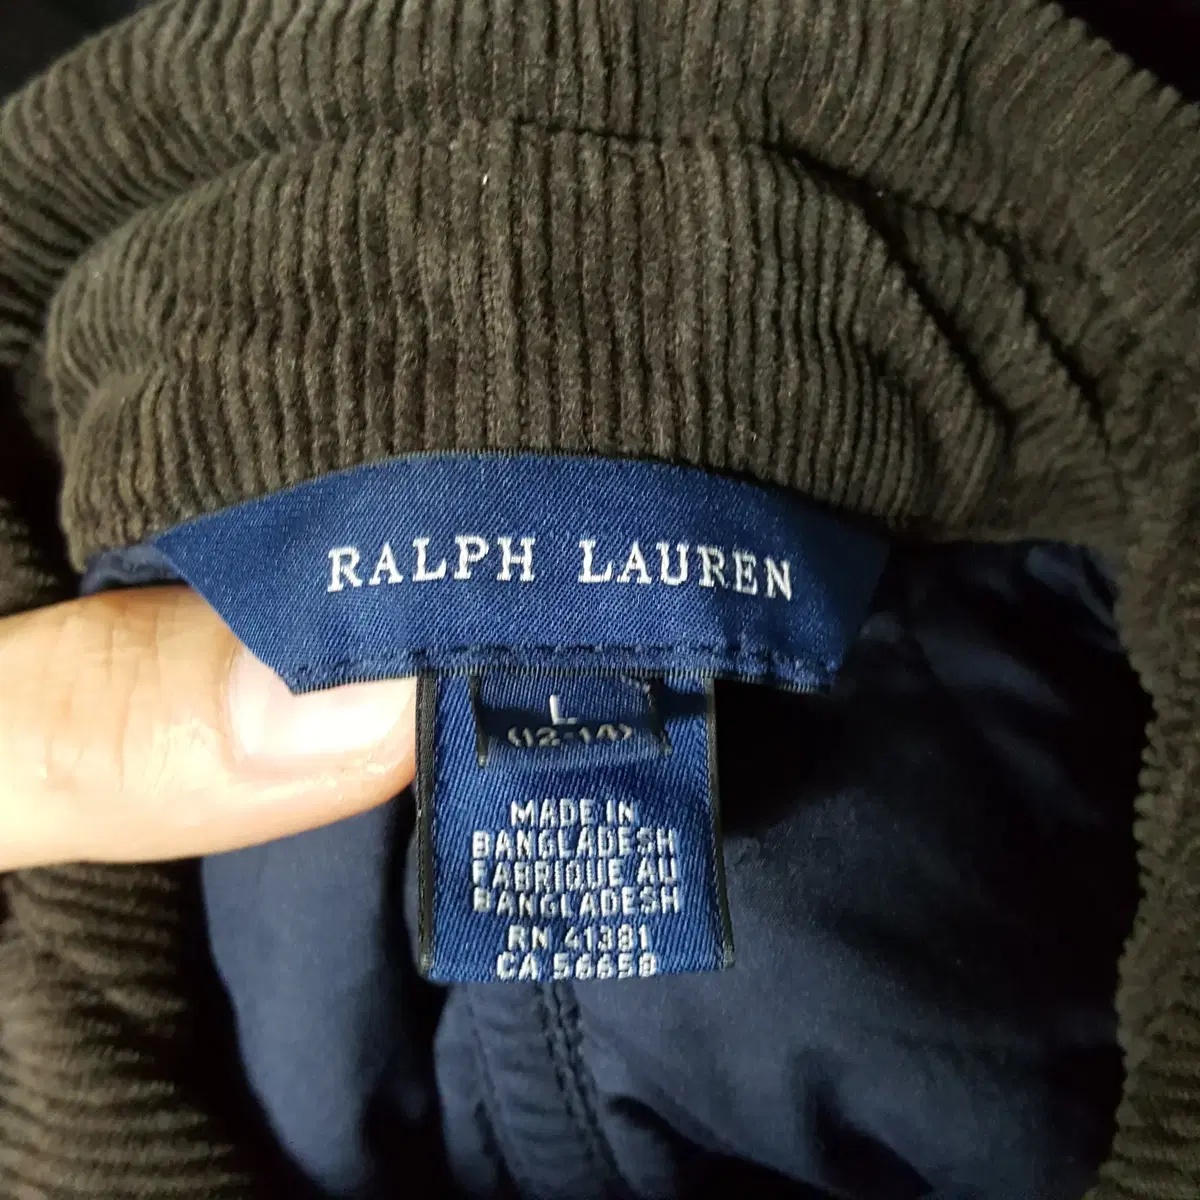 RALPH LAUREN
L
(12-14)
MADE IN
BANGLADESH
FABRIQUE AU
BANGLADESH
RN 41381
CA 56658